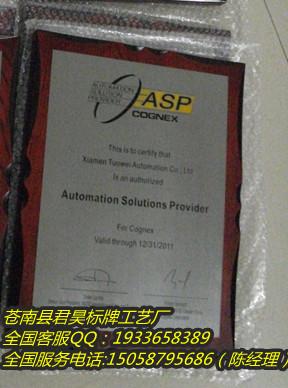 AUTOMATION
SOLUTION
PROVIDER
ASP
COGNEX
This is to certify that
Xiamen Tuowei Automation Co., Ltd
Is an authorized
Automation Solutions Provider
For Cognex
Valid through 12/31/2011
苍南县君昊标牌工艺厂
全国客服QQ：1933658389
全国服务电话:15058795686（陈经理）